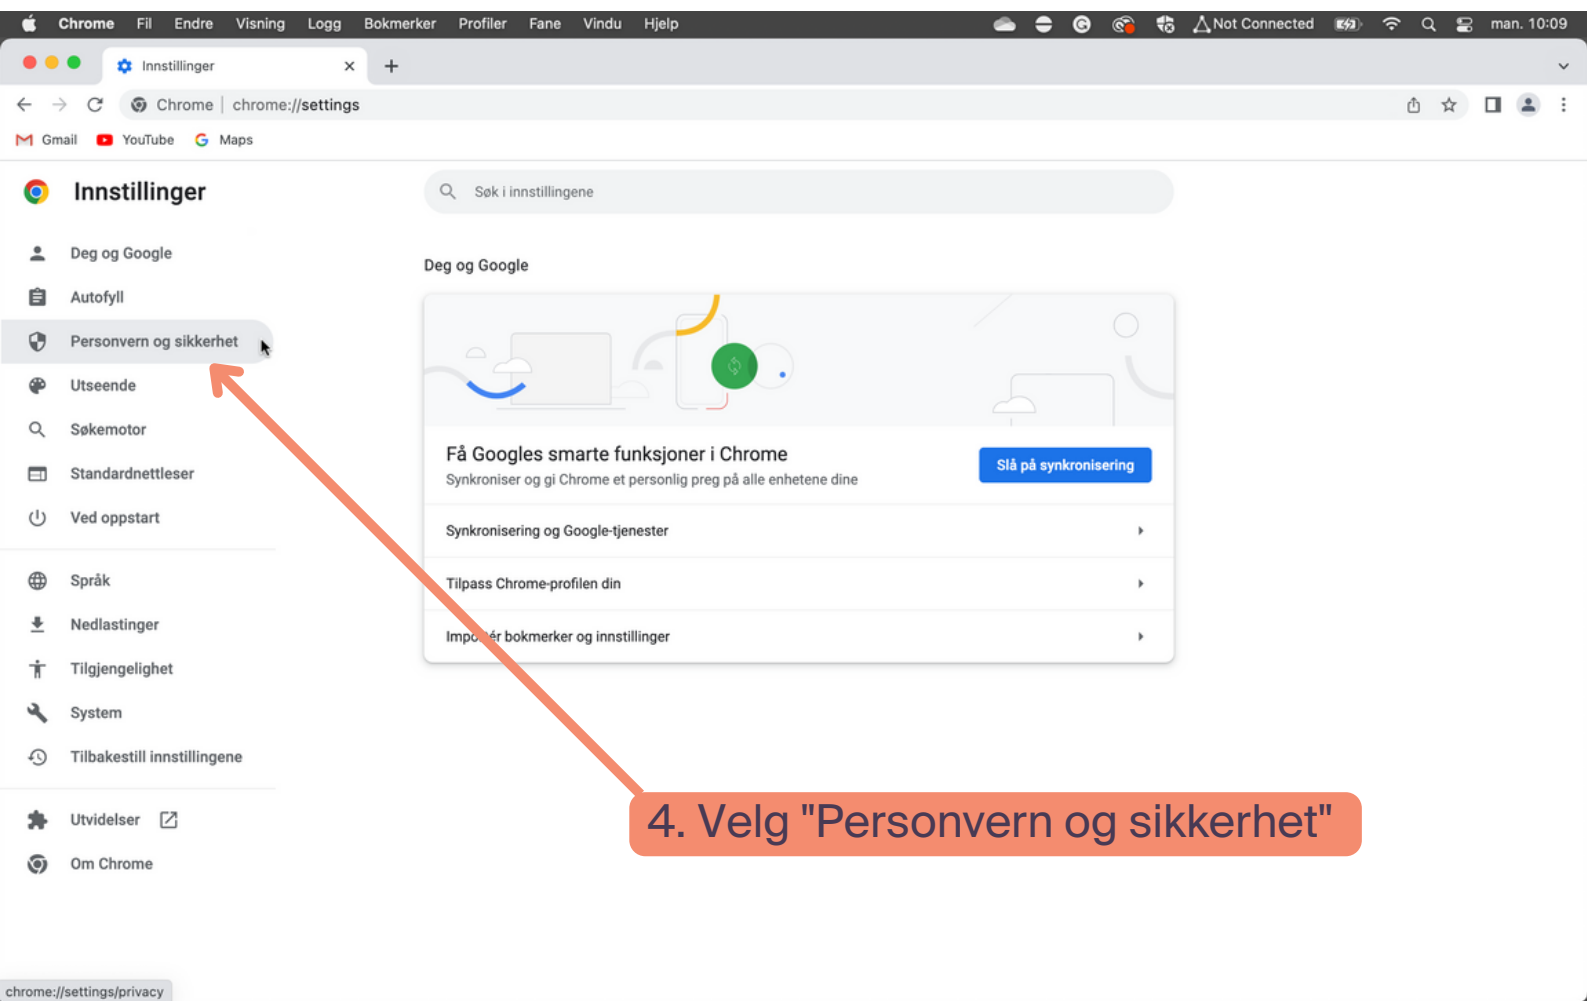 Chrome Fil Endre Visning Logg Bokmerker Profiler Fane Vindu Hjelp Not Connected man. 10:09
Innstillinger
Chrome | chrome://settings
Gmail YouTube Maps
Innstillinger
Søk i innstillingene
Deg og Google
Autofyll
Personvern og sikkerhet
Utseende
Søkemotor
Standardnettleser
Ved oppstart
Språk
Nedlastinger
Tilgjengelighet
System
Tilbakestill innstillingene
Utvidelser
Om Chrome
Deg og Google
Få Googles smarte funksjoner i Chrome
Synkroniser og gi Chrome et personlig preg på alle enhetene dine
Slå på synkronisering
Synkronisering og Google-tjenester
Tilpass Chrome-profilen din
Importér bokmerker og innstillinger
4. Velg "Personvern og sikkerhet"
chrome://settings/privacy